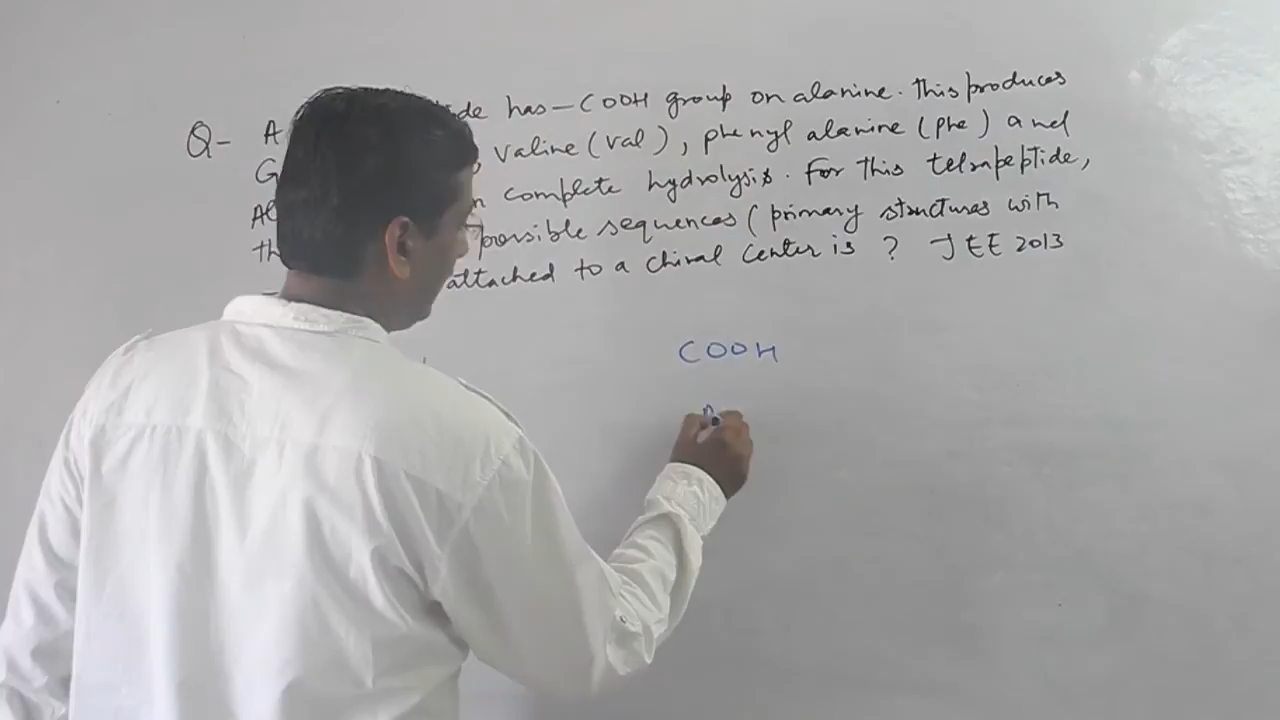 Q- A de has -COOH group on alanine. This produces
G valine (val), phenyl alanine (phe) and
Al n complete hydrolysis. For this tetrapeptide,
th possible sequences (primary structures with
attached to a chiral center is ? JEE 2013
COOH